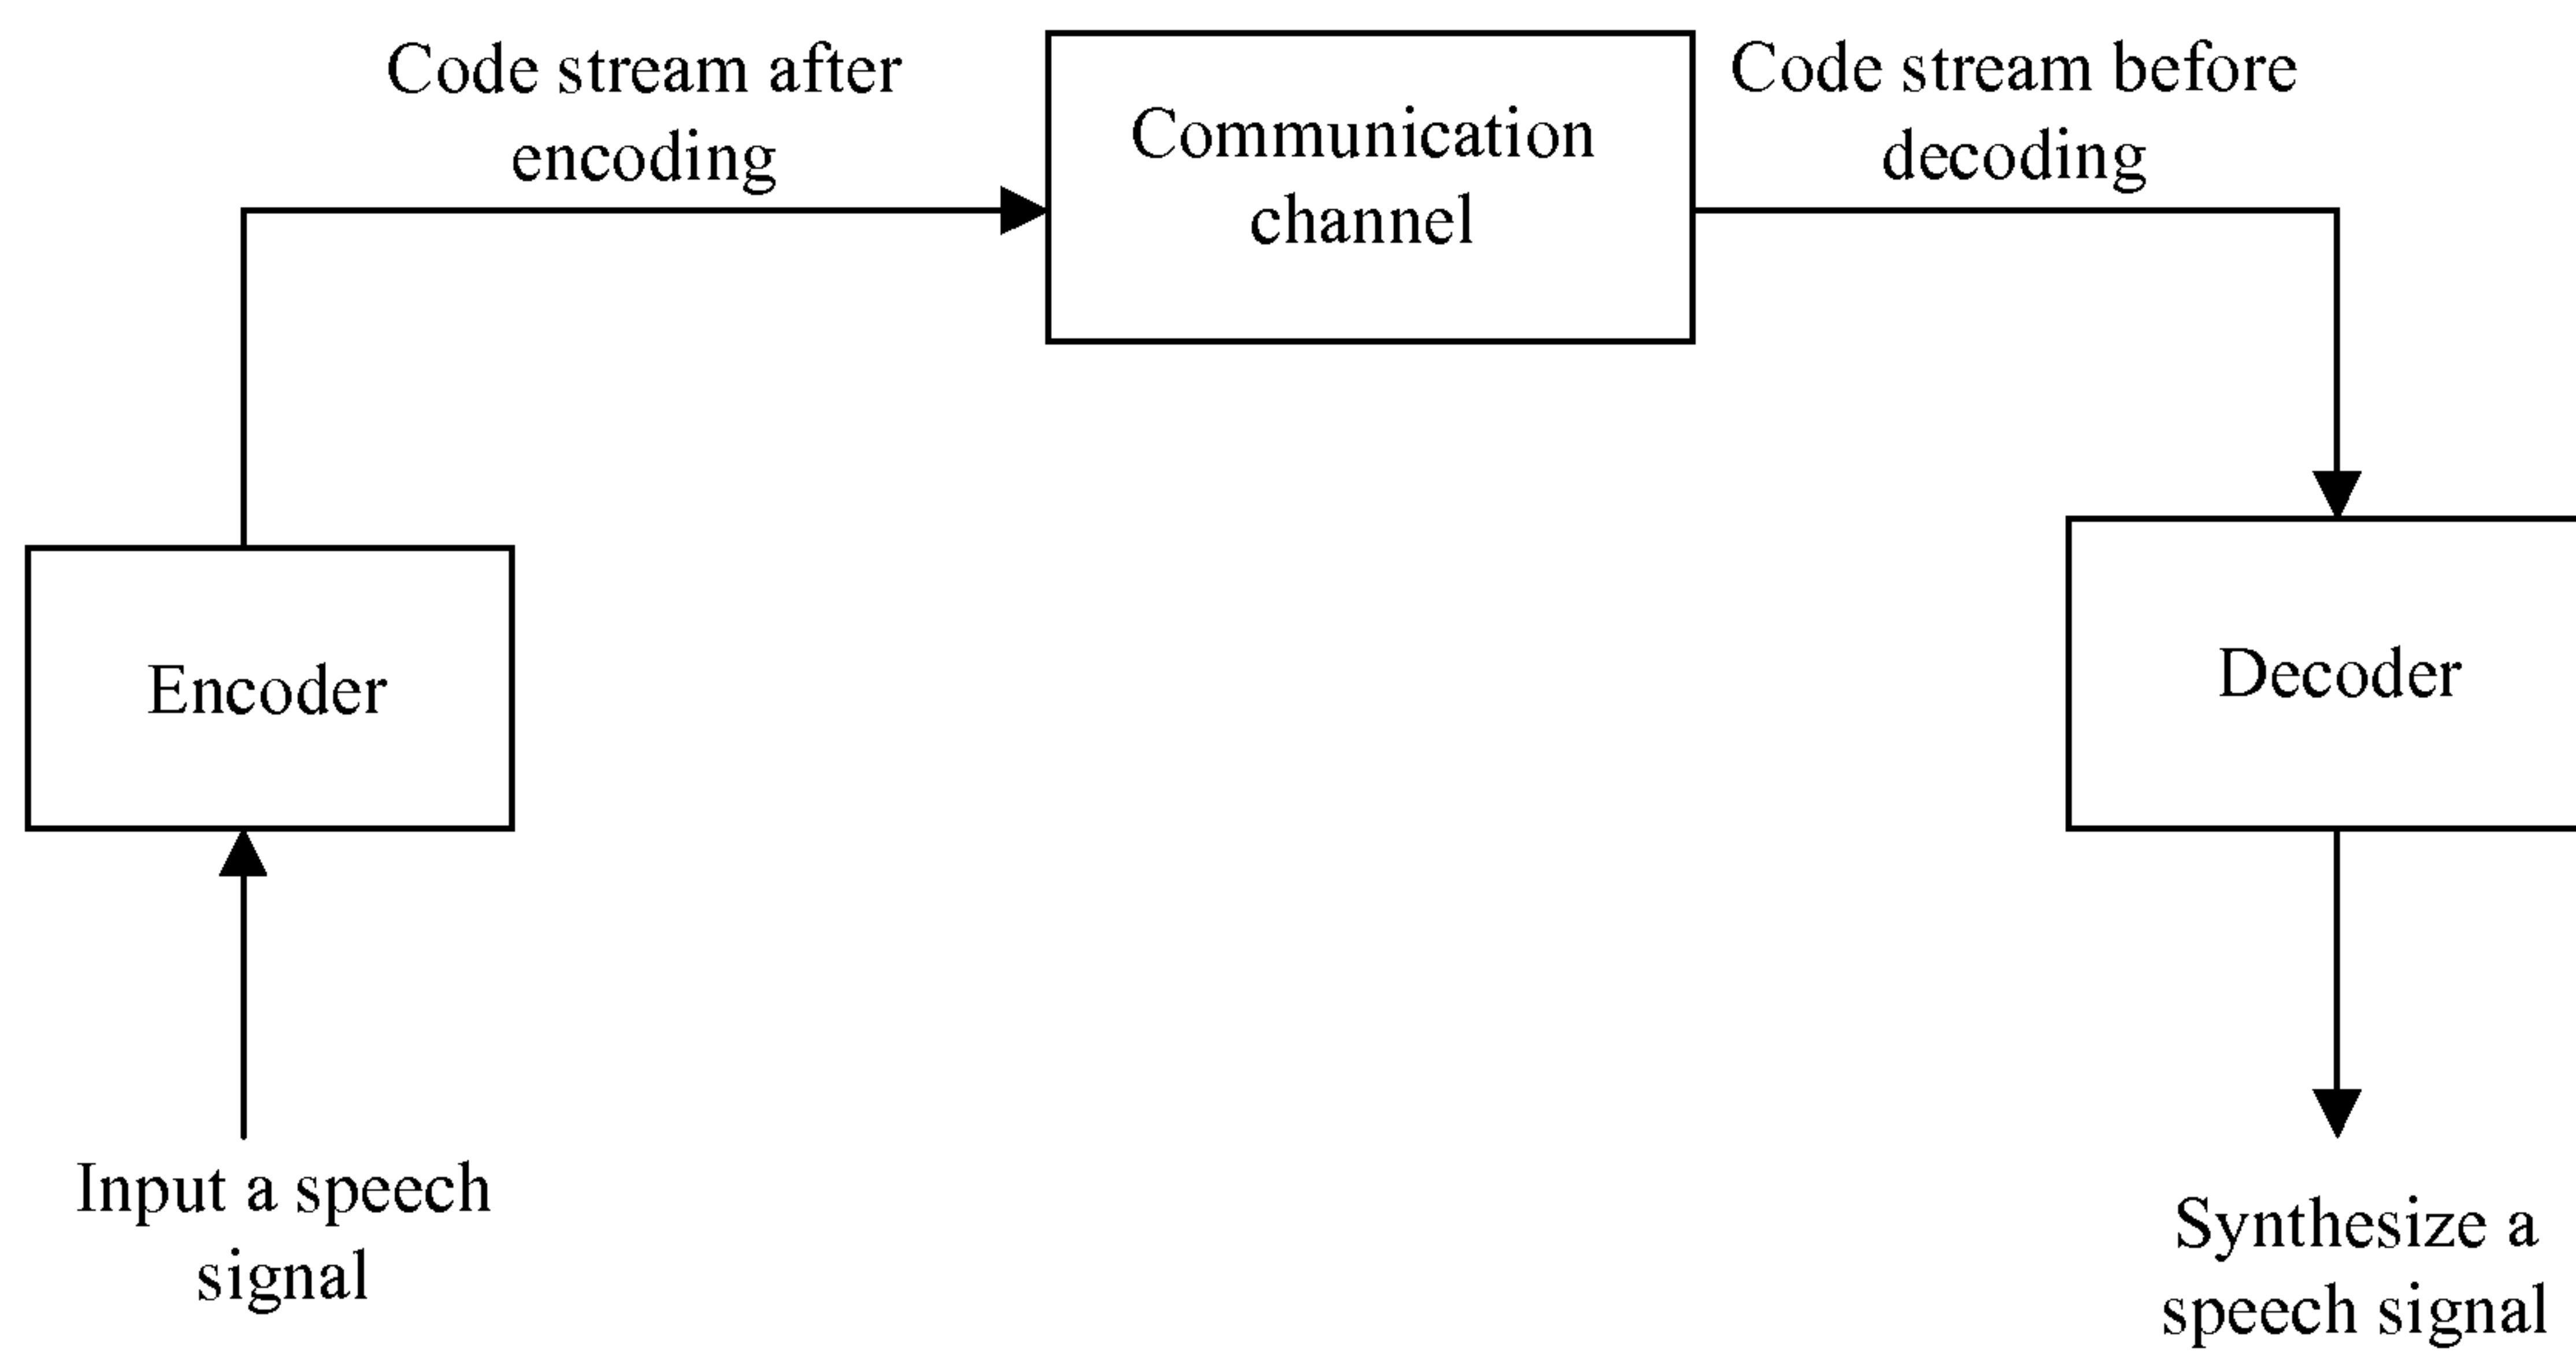 Code stream after
encoding
Communication
channel
Code stream before
decoding
Encoder
Decoder
Input a speech
signal
Synthesize a
speech signal